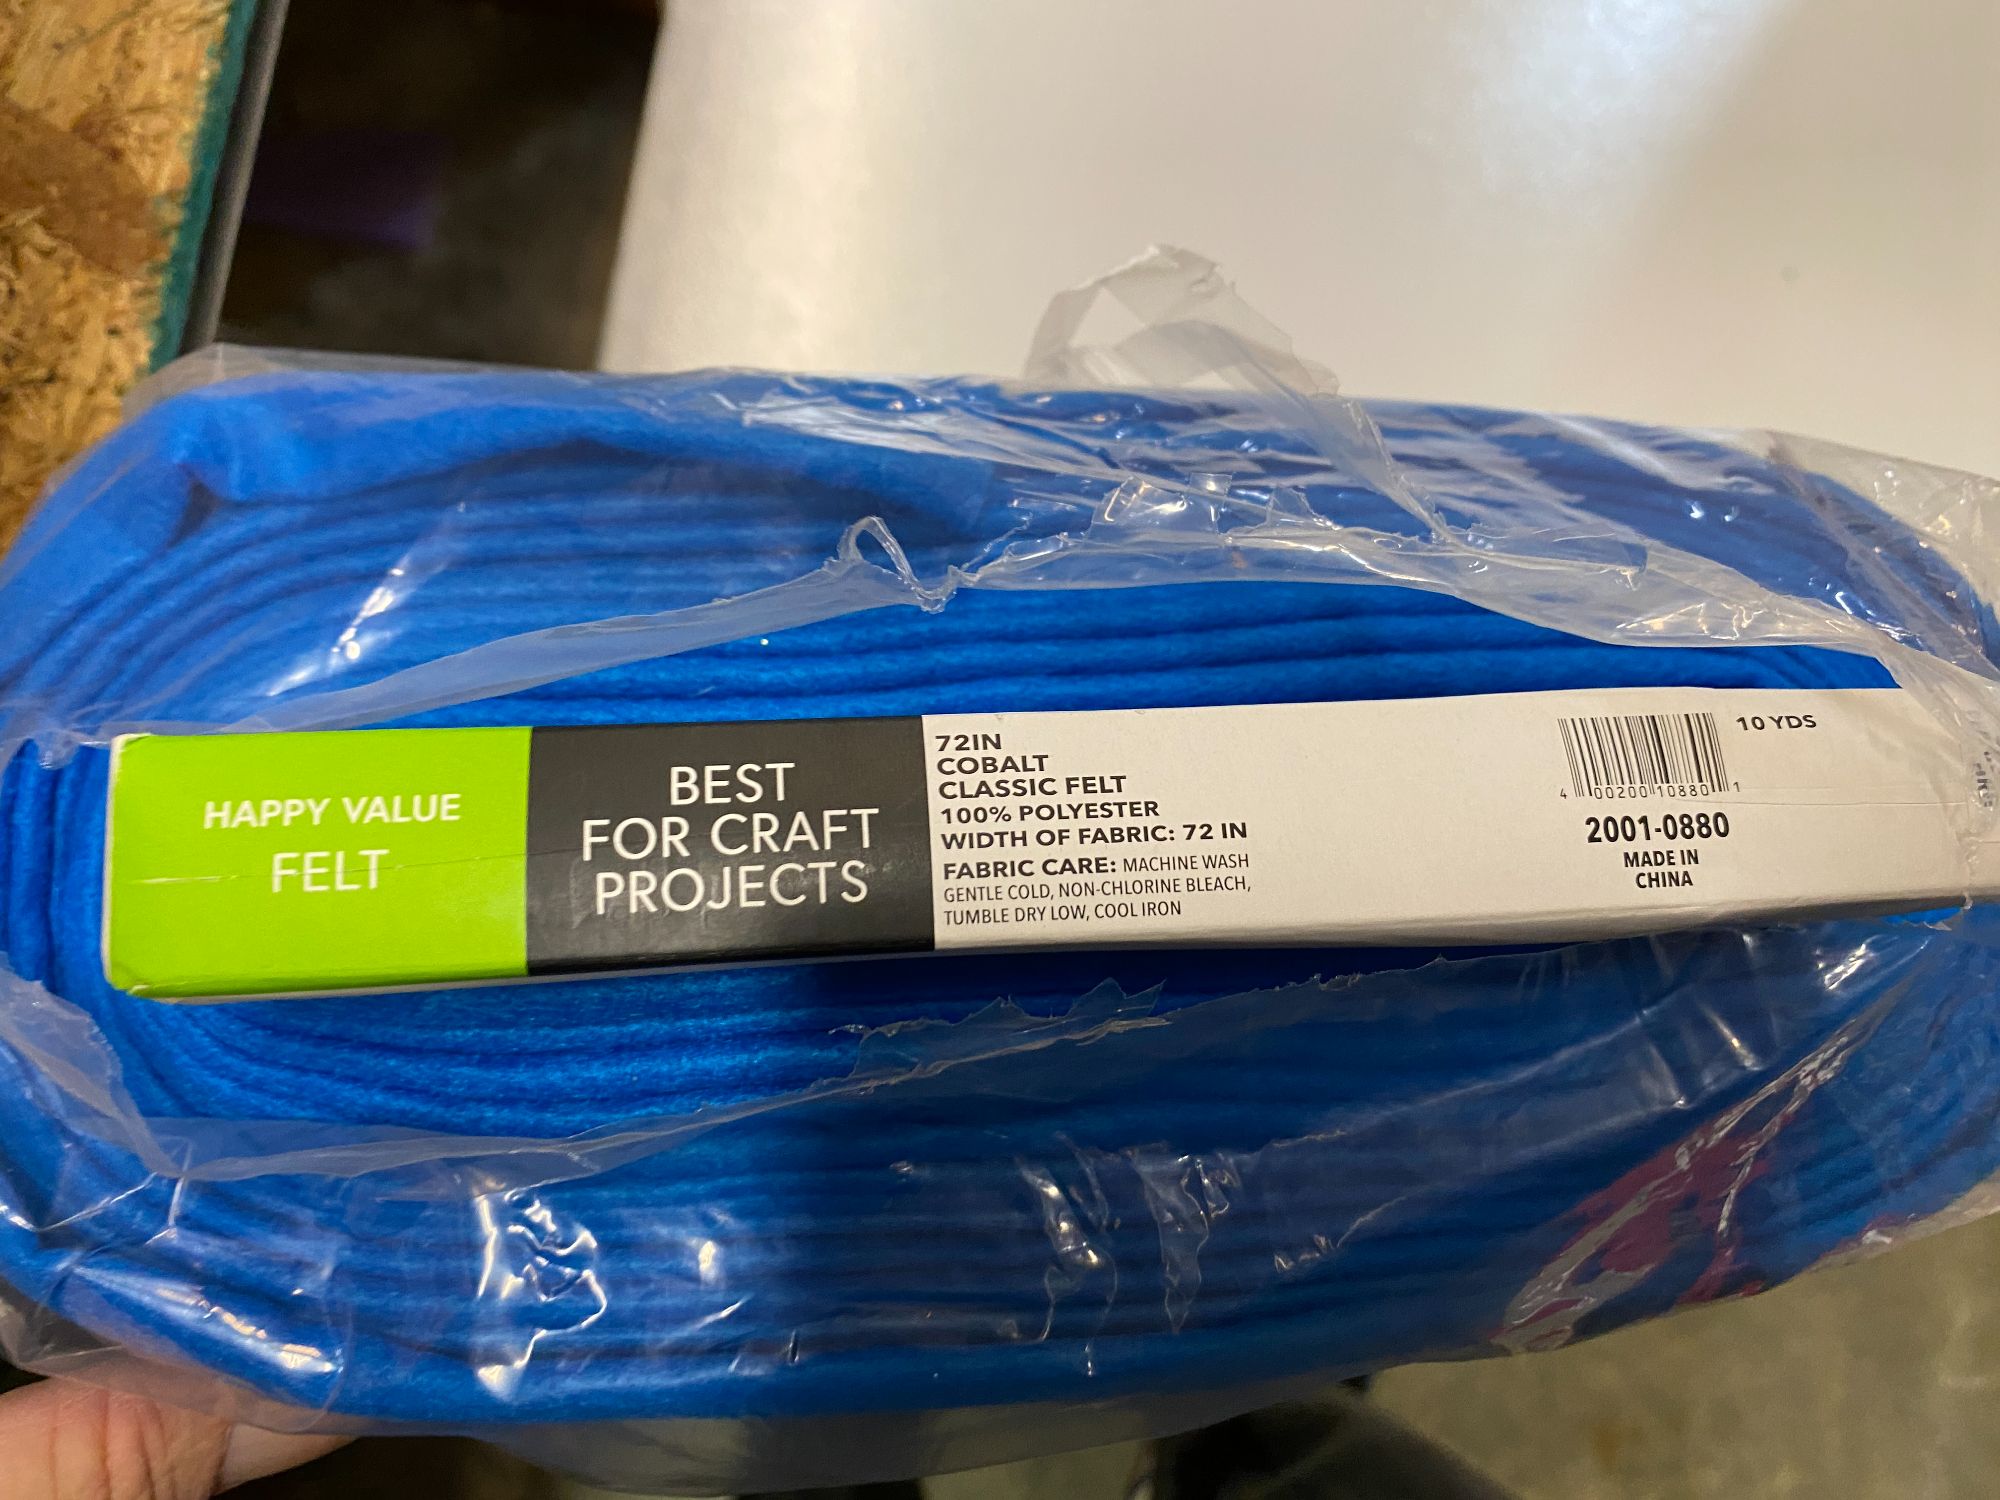 HAPPY VALUE
FELT
BEST
FOR CRAFT
PROJECTS
72IN
COBALT
CLASSIC FELT
100% POLYESTER
WIDTH OF FABRIC: 72 IN
FABRIC CARE: MACHINE WASH
GENTLE COLD, NON-CHLORINE BLEACH,
TUMBLE DRY LOW, COOL IRON
10 YDS
4 00200 10880 1
2001-0880
MADE IN
CHINA